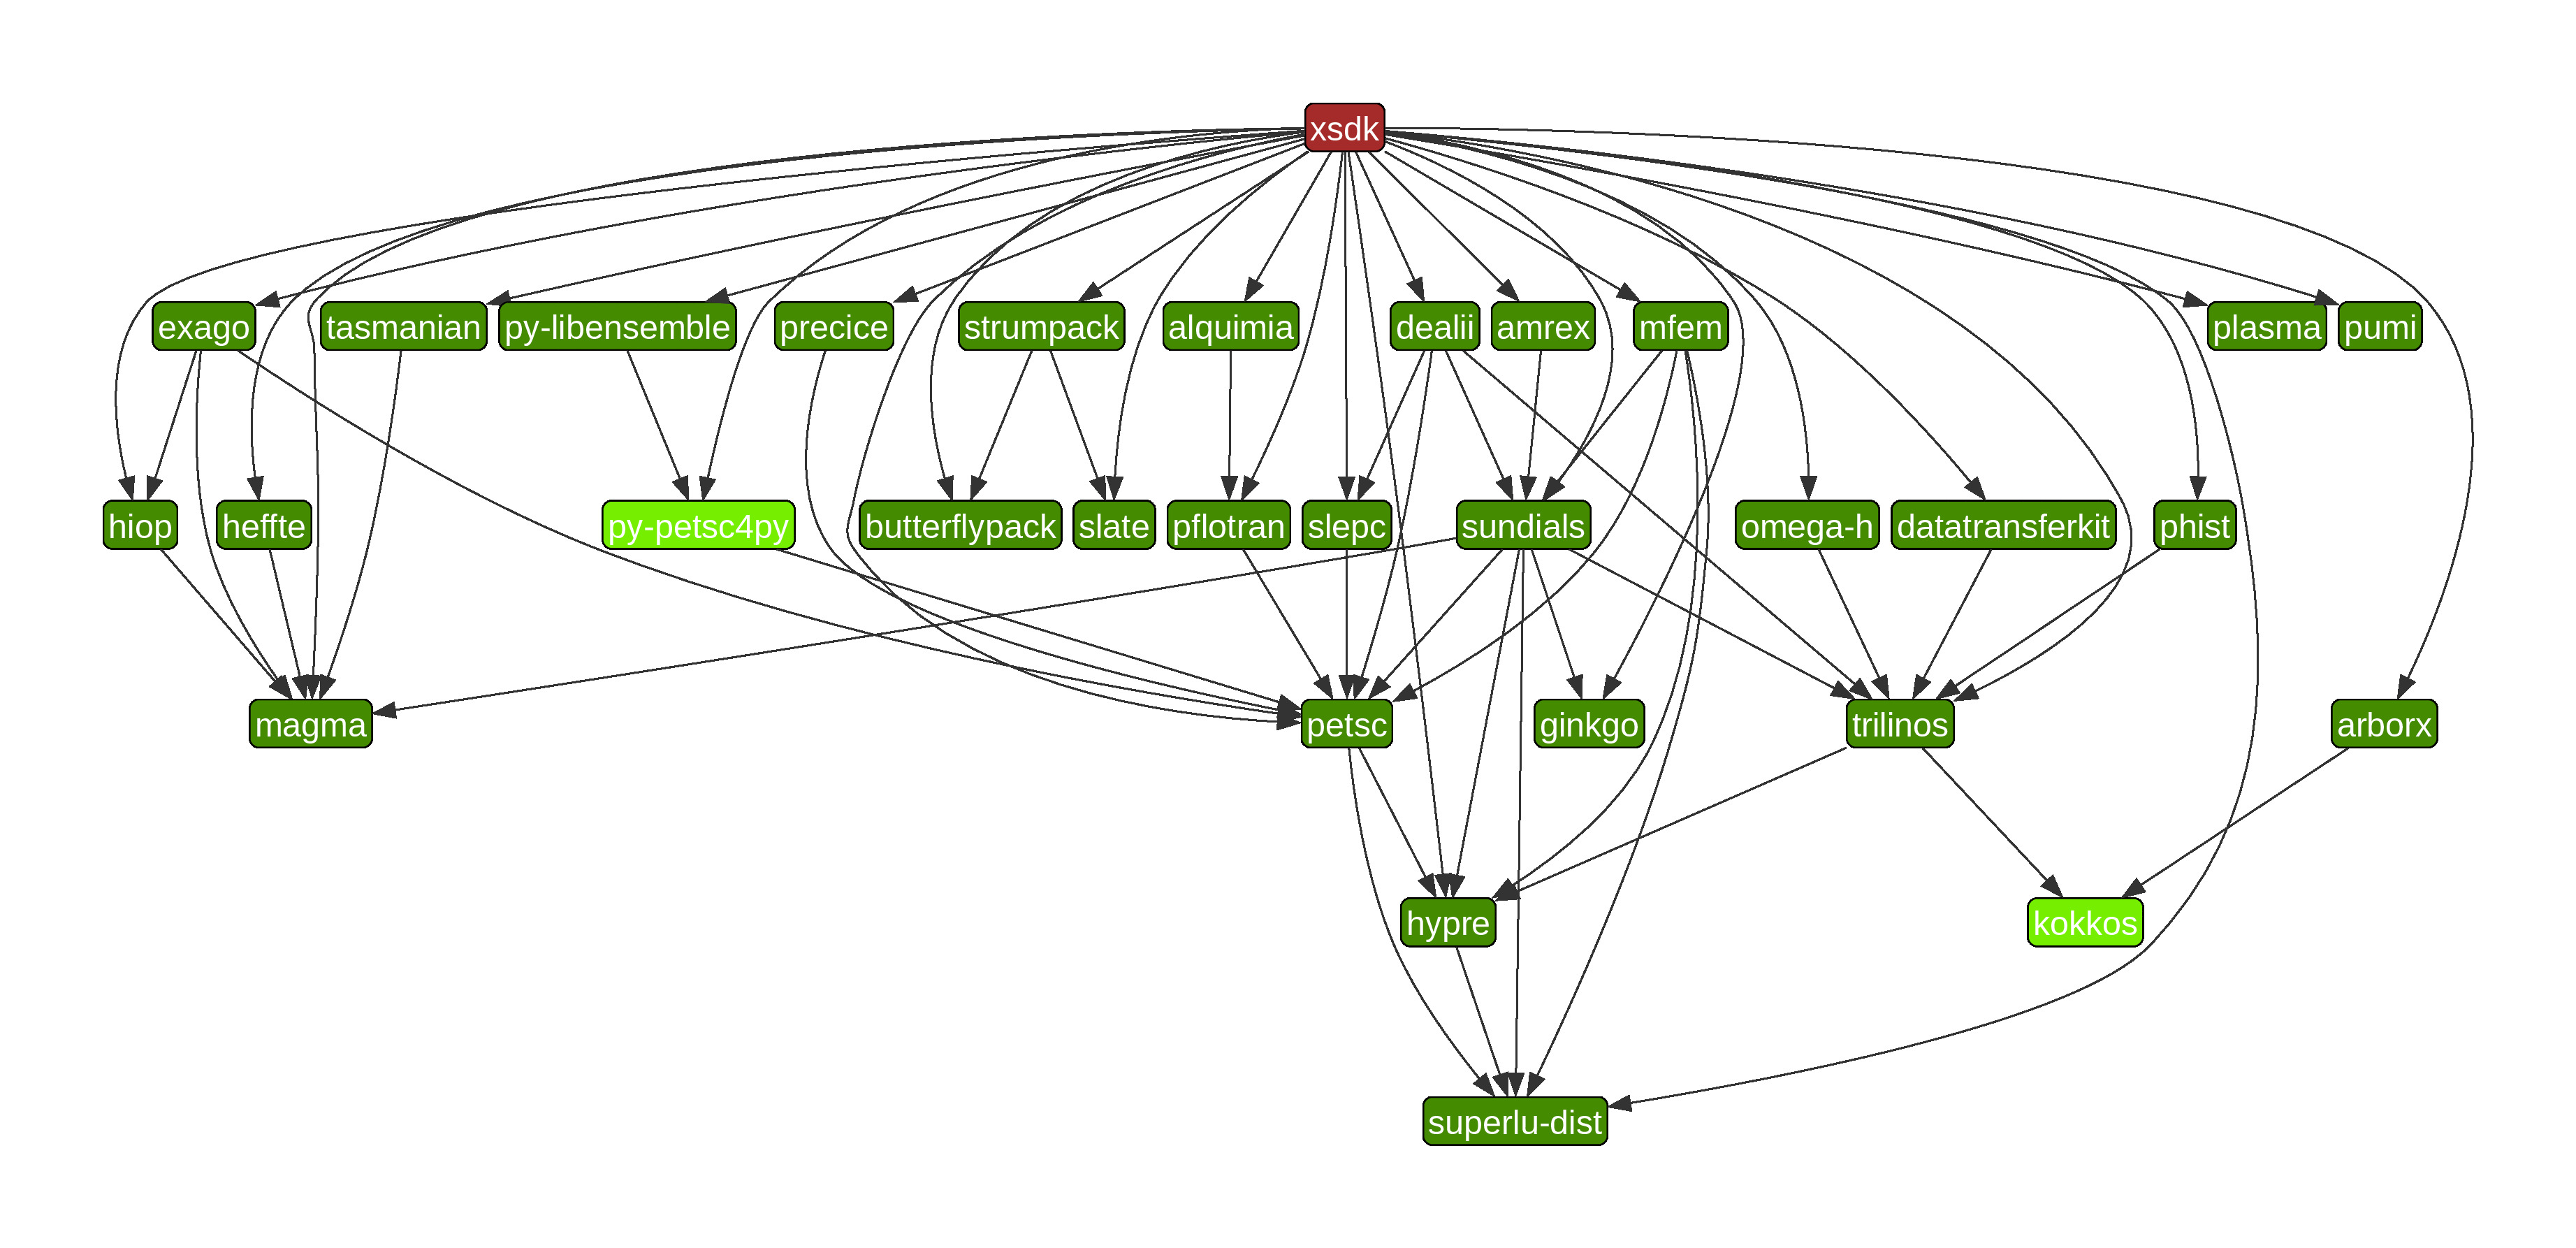 xsdk
exago
tasmanian
py-libensemble
precice
strumpack
alquimia
dealii
amrex
mfem
plasma
pumi
hiop
heffte
py-petsc4py
butterflypack
slate
pflotran
slepc
sundials
omega-h
datatransferkit
phist
magma
petsc
ginkgo
trilinos
arborx
hypre
kokkos
superlu-dist